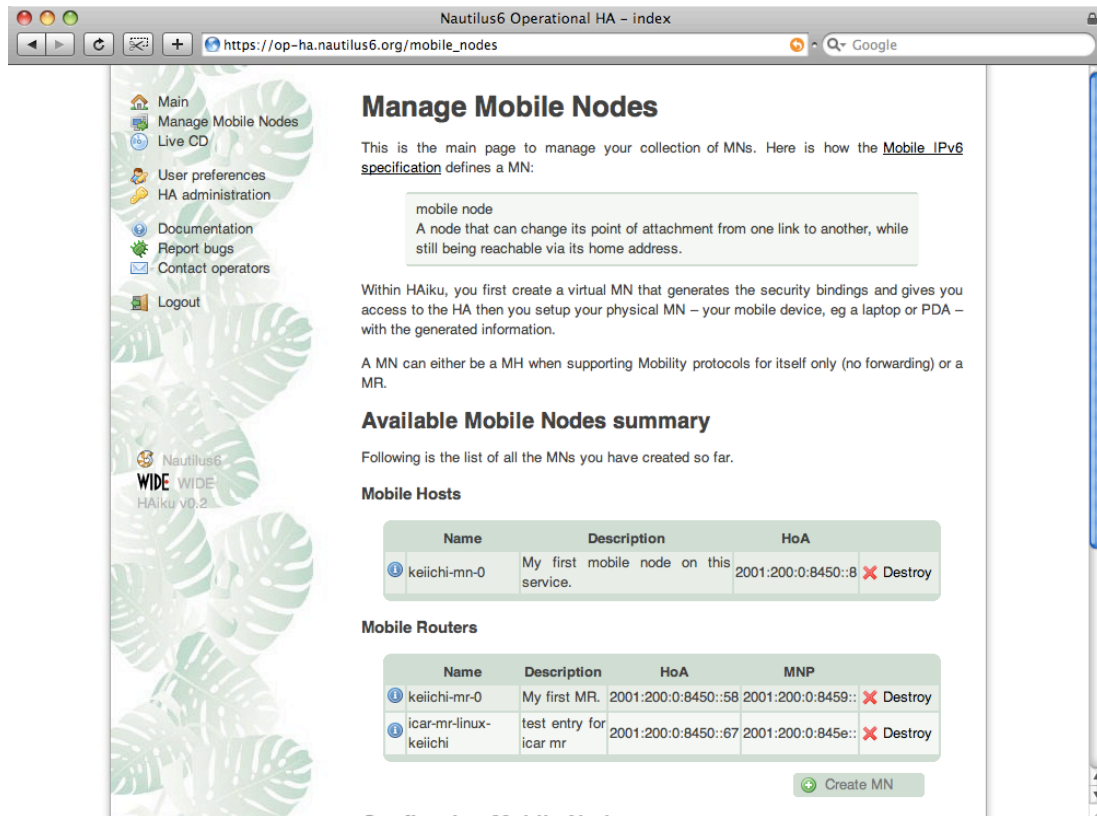 Nautilus6 Operational HA – index
https://op-ha.nautilus6.org/mobile_nodes
Google
Main
Manage Mobile Nodes
Live CD
User preferences
HA administration
Documentation
Report bugs
Contact operators
Logout
Nautilus6
WIDE WIDE
HAiku v0.2
Manage Mobile Nodes
This is the main page to manage your collection of MNs. Here is how the Mobile IPv6
specification defines a MN:
mobile node
A node that can change its point of attachment from one link to another, while
still being reachable via its home address.
Within HAiku, you first create a virtual MN that generates the security bindings and gives you
access to the HA then you setup your physical MN – your mobile device, eg a laptop or PDA –
with the generated information.
A MN can either be a MH when supporting Mobility protocols for itself only (no forwarding) or a
MR.
Available Mobile Nodes summary
Following is the list of all the MNs you have created so far.
Mobile Hosts
Name Description HoA
keiichi-mn-0 My first mobile node on this service. 2001:200:0:8450::8 Destroy
Mobile Routers
Name Description HoA MNP
keiichi-mr-0 My first MR. 2001:200:0:8450::58 2001:200:0:8459:: Destroy
icar-mr-linux-keiichi test entry for icar mr 2001:200:0:8450::67 2001:200:0:845e:: Destroy
Create MN